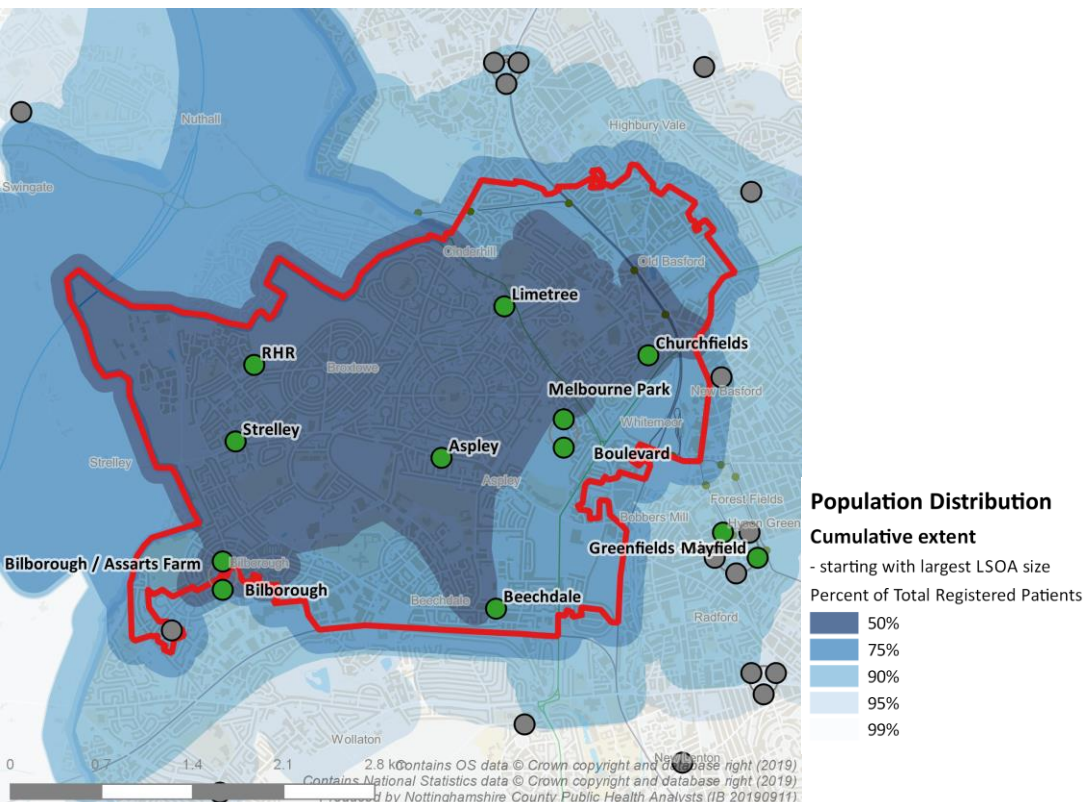 Nuthall
Highbury Vale
Swingate
Cinderhill
Old Basford
Limetree
Churchfields
RHR
Broxtowe
Melbourne Park
New Basford
Strelley
Whitemoor
Aspley
Boulevard
Strelley
Aspley
Forest Fields
Bobbers Mill
Hyson Green
Greenfields Mayfield
Bilborough / Assarts Farm
Bilborough
Bilborough
Beechdale
Beechdale
Radford
Wollaton
New Lenton
0 0.7 1.4 2.1 2.8 km
Contains OS data © Crown copyright and database right (2019)
Contains National Statistics data © Crown copyright and database right (2019)
Produced by Nottinghamshire County Public Health Analysts (IB 20190911)
Population Distribution
Cumulative extent
- starting with largest LSOA size
Percent of Total Registered Patients
50%
75%
90%
95%
99%